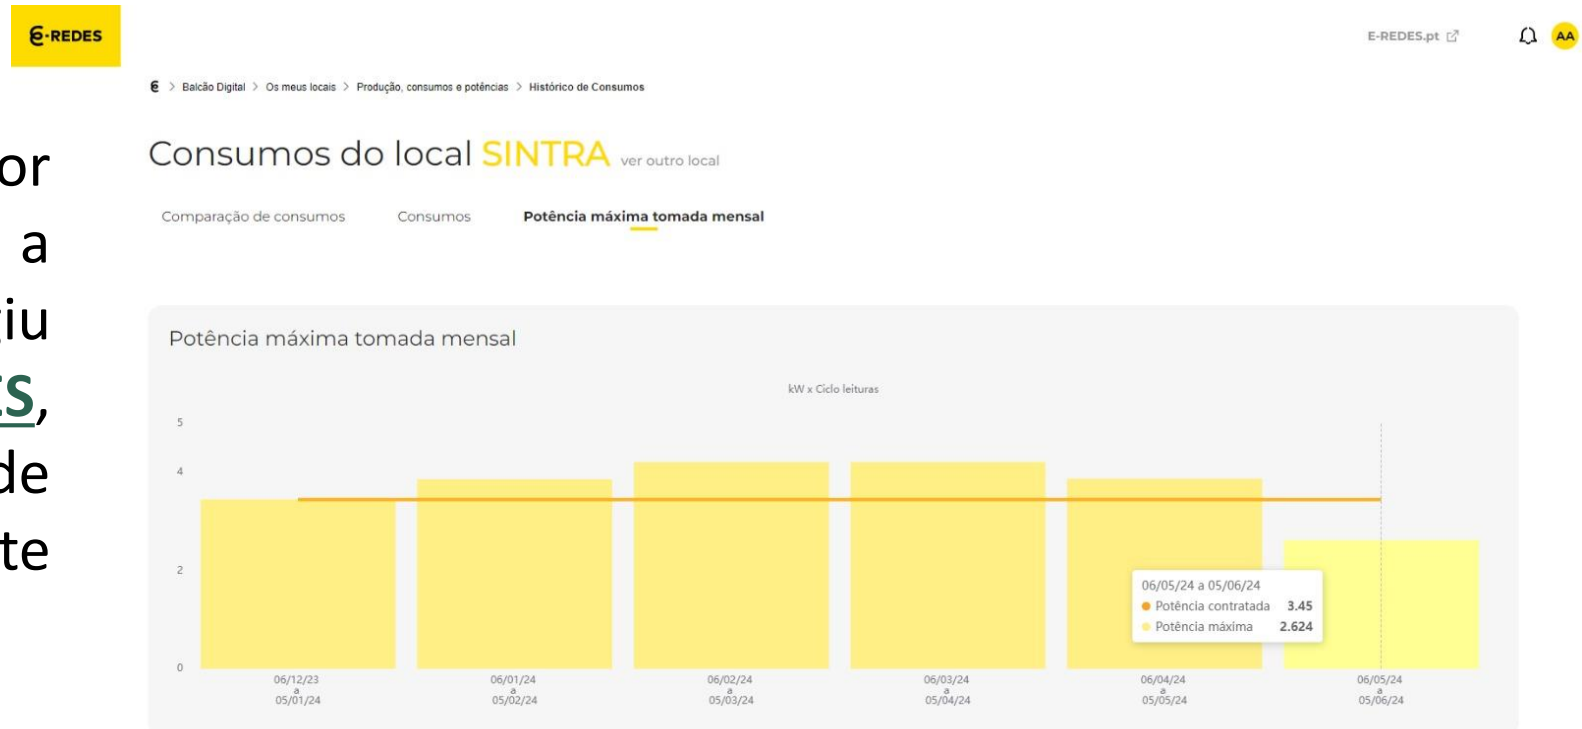 E-REDES
E-REDES.pt
AA
Balcão Digital > Os meus locais > Produção, consumos e potências > Histórico de Consumos
Consumos do local SINTRA ver outro local
Comparação de consumos Consumos Potência máxima tomada mensal
or
a
iu
s,
de
te
Potência máxima tomada mensal
kW x Ciclo leituras
5
4
2
0
06/05/24 a 05/06/24
Potência contratada 3.45
Potência máxima 2.624
06/12/23
a
05/01/24
06/01/24
a
05/02/24
06/02/24
a
05/03/24
06/03/24
a
05/04/24
06/04/24
a
05/05/24
06/05/24
a
05/06/24